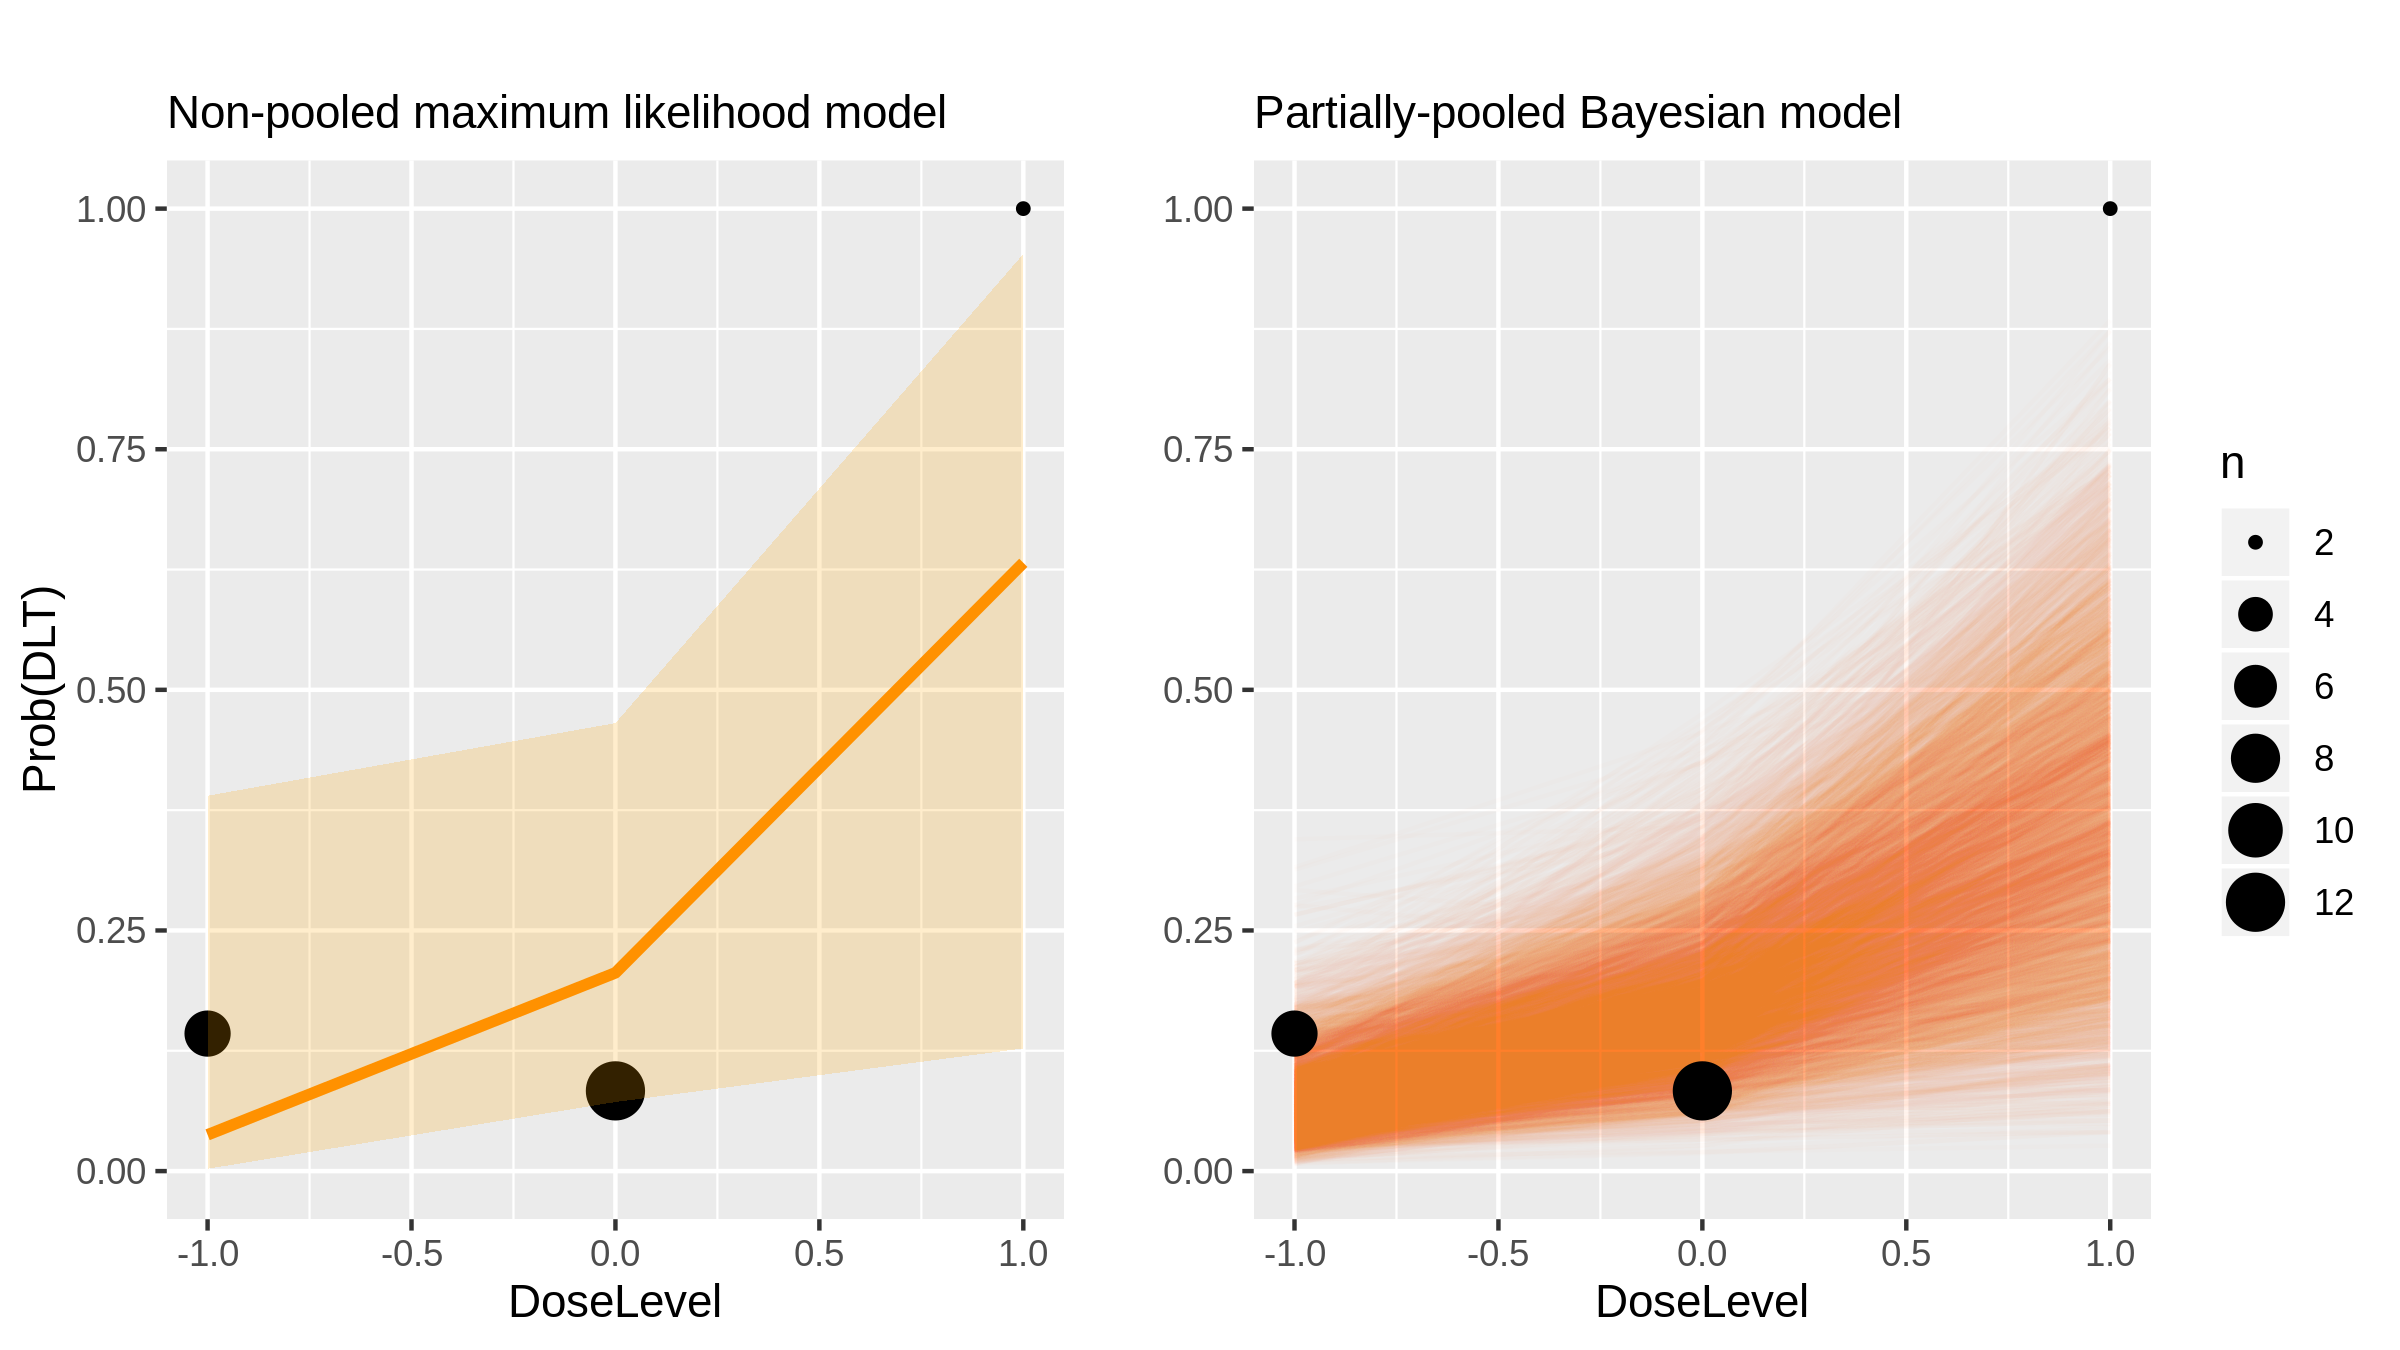 Non-pooled maximum likelihood model
Partially-pooled Bayesian model
Prob(DLT)
1.00
0.75
0.50
0.25
0.00
-1.0 -0.5 0.0 0.5 1.0
DoseLevel
1.00
0.75
0.50
0.25
0.00
-1.0 -0.5 0.0 0.5 1.0
DoseLevel
n
2
4
6
8
10
12